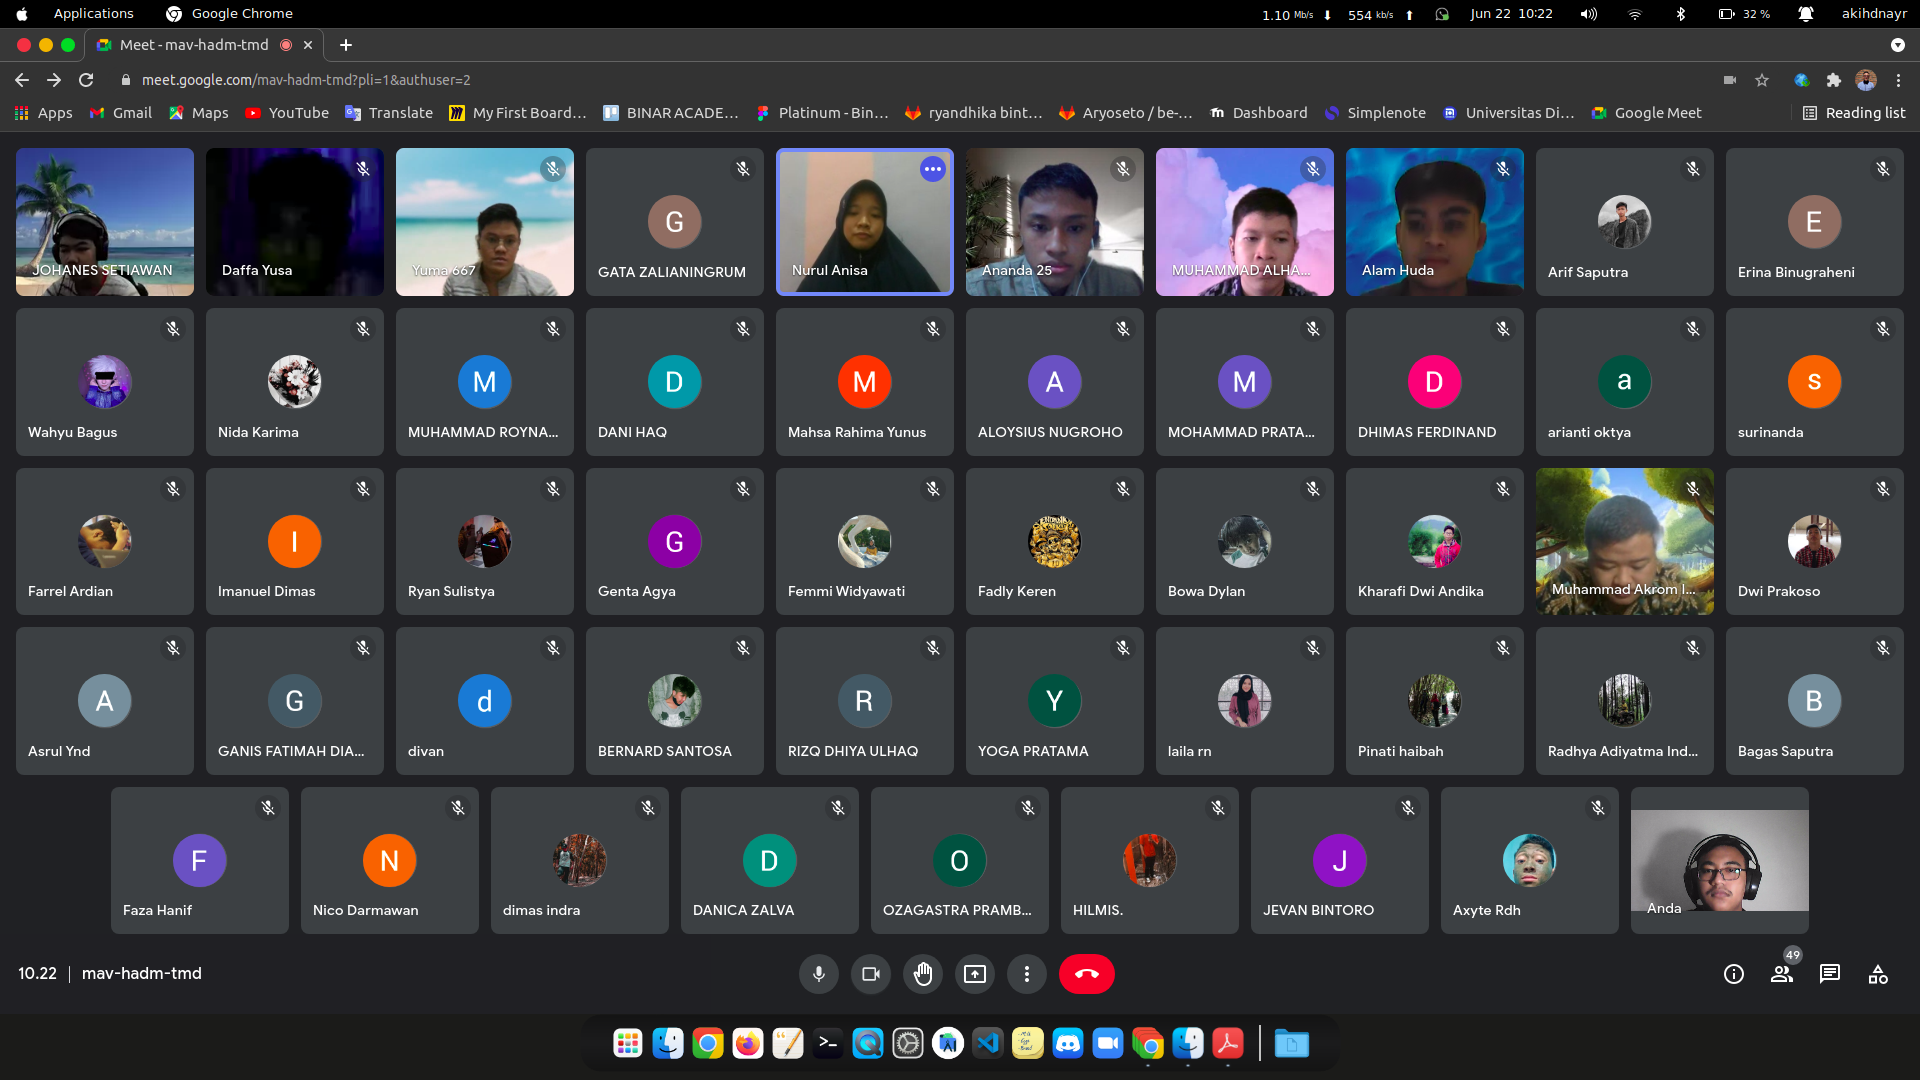 Applications
Google Chrome
1.10 Mb/s
554 kb/s
Jun 22 10:22
32 %
akihdnayr
Meet - mav-hadm-tmd
meet.google.com/mav-hadm-tmd?pli=1&authuser=2
Apps
Gmail
Maps
YouTube
Translate
My First Board...
BINAR ACADE...
Platinum - Bin...
ryandhika bint...
Aryoseto / be-...
Dashboard
Simplenote
Universitas Di...
Google Meet
Reading list
JOHANES SETIAWAN
Daffa Yusa
Yuma 667
G
GATA ZALIANINGRUM
Nurul Anisa
Ananda 25
MUHAMMAD ALHA...
Alam Huda
Arif Saputra
E
Erina Binugraheni
Wahyu Bagus
Nida Karima
M
MUHAMMAD ROYNA...
D
DANI HAQ
M
Mahsa Rahima Yunus
A
ALOYSIUS NUGROHO
M
MOHAMMAD PRATA...
D
DHIMAS FERDINAND
a
arianti oktya
s
surinanda
Farrel Ardian
I
Imanuel Dimas
Ryan Sulistya
G
Genta Agya
Femmi Widyawati
Fadly Keren
Bowa Dylan
Kharafi Dwi Andika
Muhammad Akrom I...
Dwi Prakoso
A
Asrul Ynd
G
GANIS FATIMAH DIA...
d
divan
BERNARD SANTOSA
R
RIZQ DHIYA ULHAQ
Y
YOGA PRATAMA
laila rn
Pinati haibah
Radhya Adiyatma Ind...
B
Bagas Saputra
F
Faza Hanif
N
Nico Darmawan
dimas indra
D
DANICA ZALVA
O
OZAGASTRA PRAMB...
HILMIS.
J
JEVAN BINTORO
Axyte Rdh
Anda
10.22 | mav-hadm-tmd
49